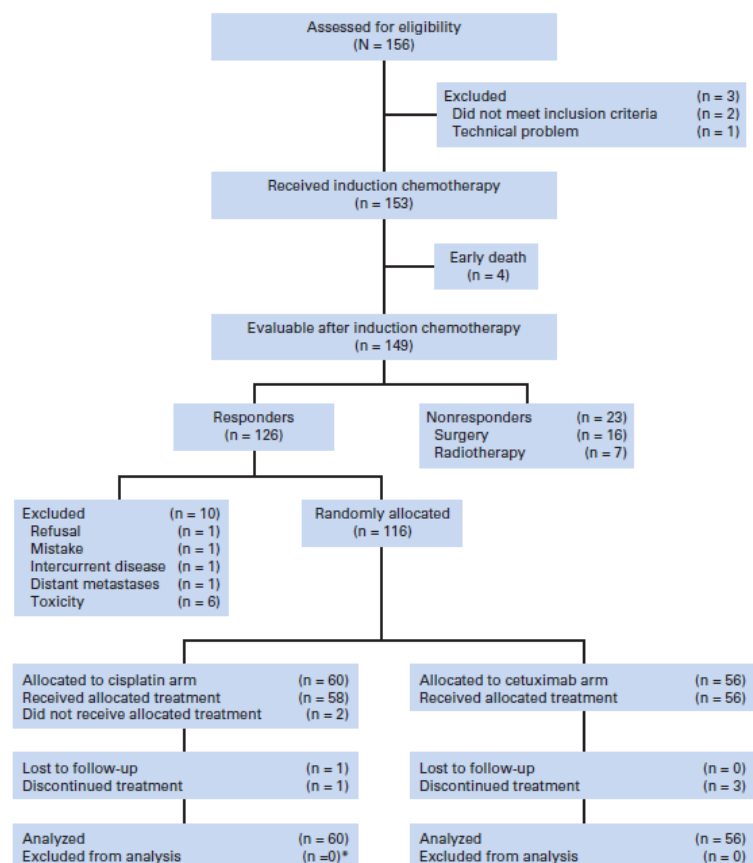 Assessed for eligibility
(N = 156)
Excluded (n = 3)
Did not meet inclusion criteria (n = 2)
Technical problem (n = 1)
Received induction chemotherapy
(n = 153)
Early death
(n = 4)
Evaluable after induction chemotherapy
(n = 149)
Responders
(n = 126)
Nonresponders (n = 23)
Surgery (n = 16)
Radiotherapy (n = 7)
Excluded (n = 10)
Refusal (n = 1)
Mistake (n = 1)
Intercurrent disease (n = 1)
Distant metastases (n = 1)
Toxicity (n = 6)
Randomly allocated
(n = 116)
Allocated to cisplatin arm (n = 60)
Received allocated treatment (n = 58)
Did not receive allocated treatment (n = 2)
Allocated to cetuximab arm (n = 56)
Received allocated treatment (n = 56)
Lost to follow-up (n = 1)
Discontinued treatment (n = 1)
Lost to follow-up (n = 0)
Discontinued treatment (n = 3)
Analyzed (n = 60)
Excluded from analysis (n =0)*
Analyzed (n = 56)
Excluded from analysis (n = 0)